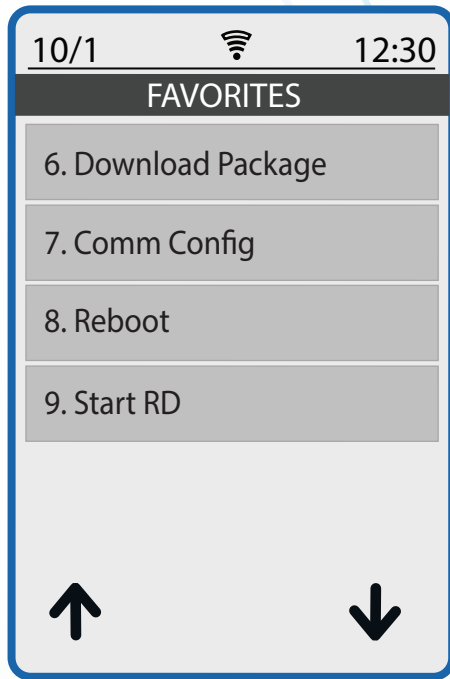 10/1 12:30
FAVORITES
6. Download Package
7. Comm Config
8. Reboot
9. Start RD